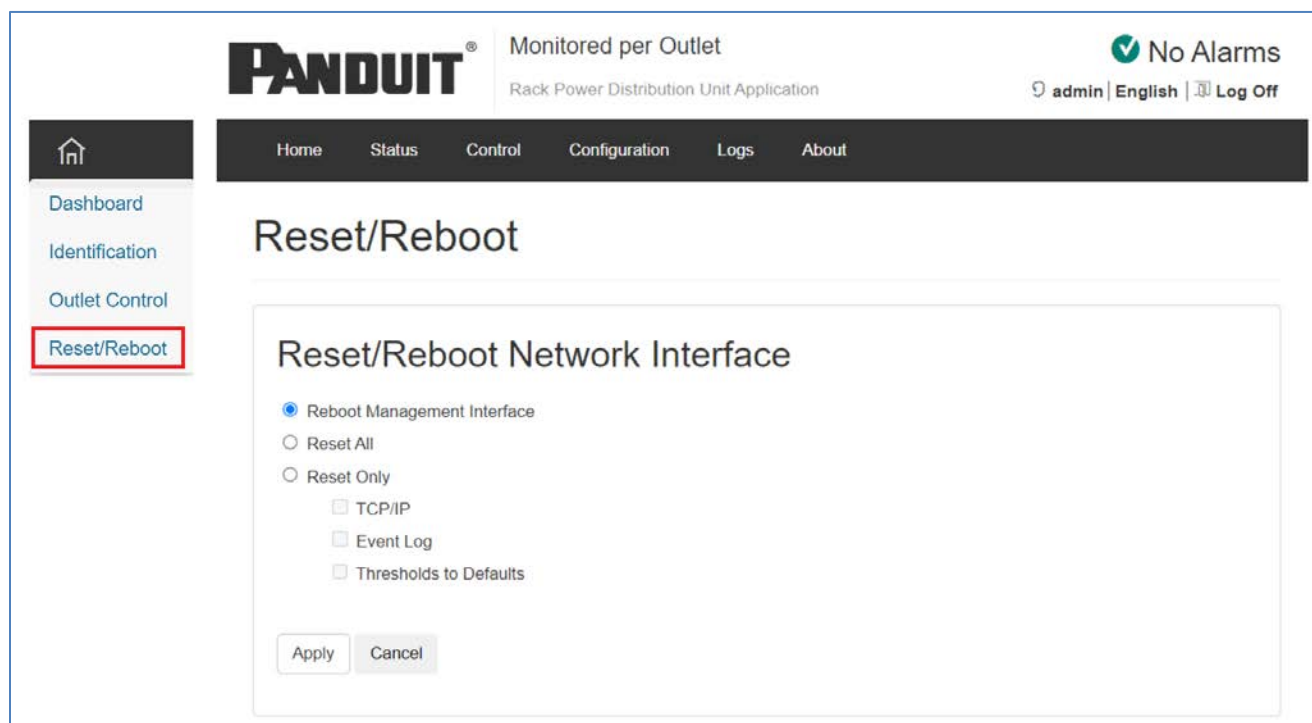 PANDUIT®
Monitored per Outlet
Rack Power Distribution Unit Application
No Alarms
admin | English | Log Off
Home Status Control Configuration Logs About
Dashboard
Identification
Outlet Control
Reset/Reboot
Reset/Reboot
Reset/Reboot Network Interface
Reboot Management Interface
Reset All
Reset Only
TCP/IP
Event Log
Thresholds to Defaults
Apply Cancel